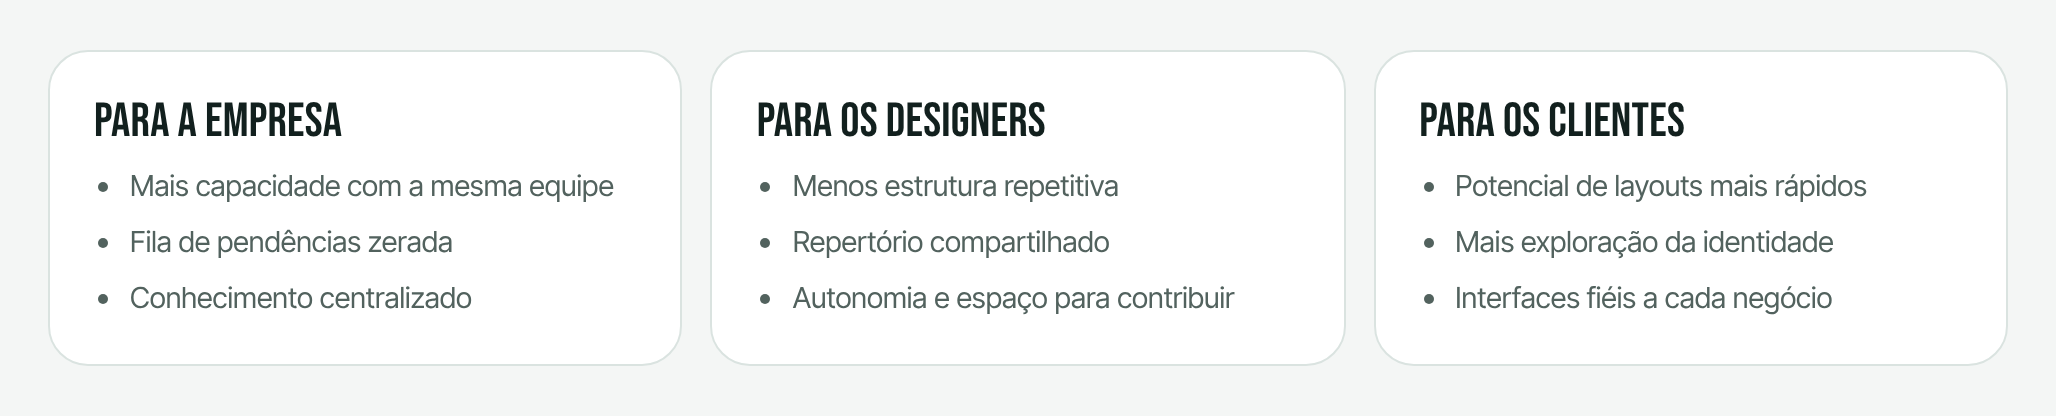 PARA A EMPRESA
• Mais capacidade com a mesma equipe
• Fila de pendências zerada
• Conhecimento centralizado
PARA OS DESIGNERS
• Menos estrutura repetitiva
• Repertório compartilhado
• Autonomia e espaço para contribuir
PARA OS CLIENTES
• Potencial de layouts mais rápidos
• Mais exploração da identidade
• Interfaces fiéis a cada negócio